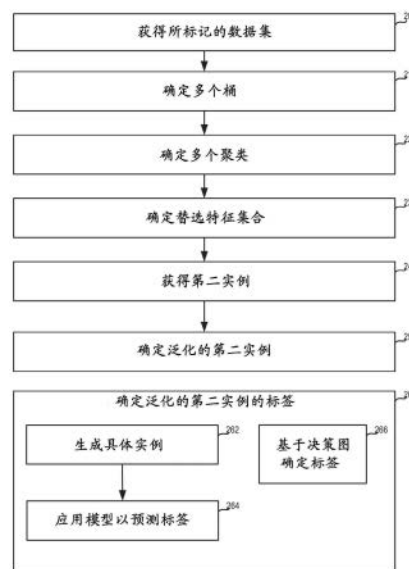 获得所标记的数据集
确定多个桶
确定多个聚类
确定替选特征集合
获得第二实例
确定泛化的第二实例
确定泛化的第二实例的标签
生成具体实例
262
266
基于决策图
确定标签
应用模型以预测标签
264